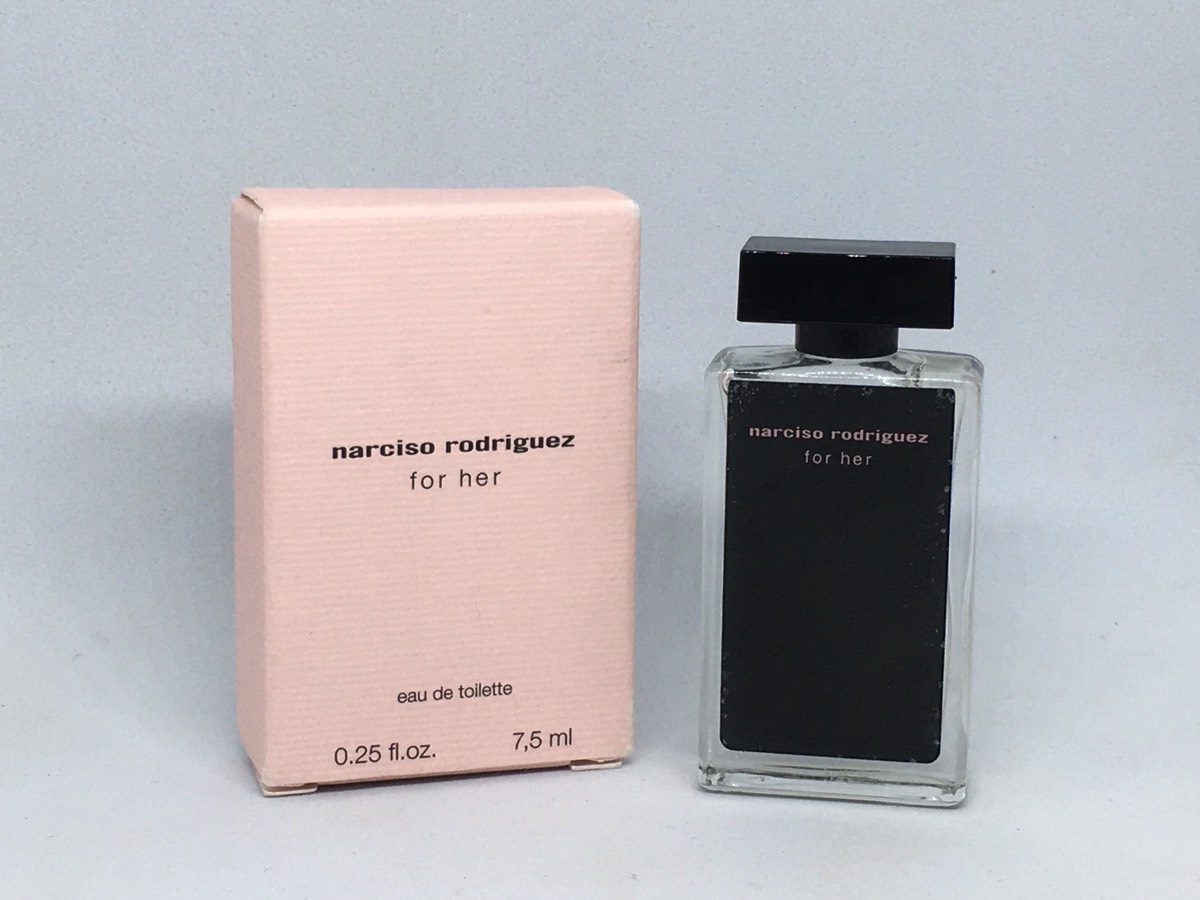 narciso rodriguez
for her
eau de toilette
0.25 fl.oz. 7,5 ml
narciso rodriguez
for her